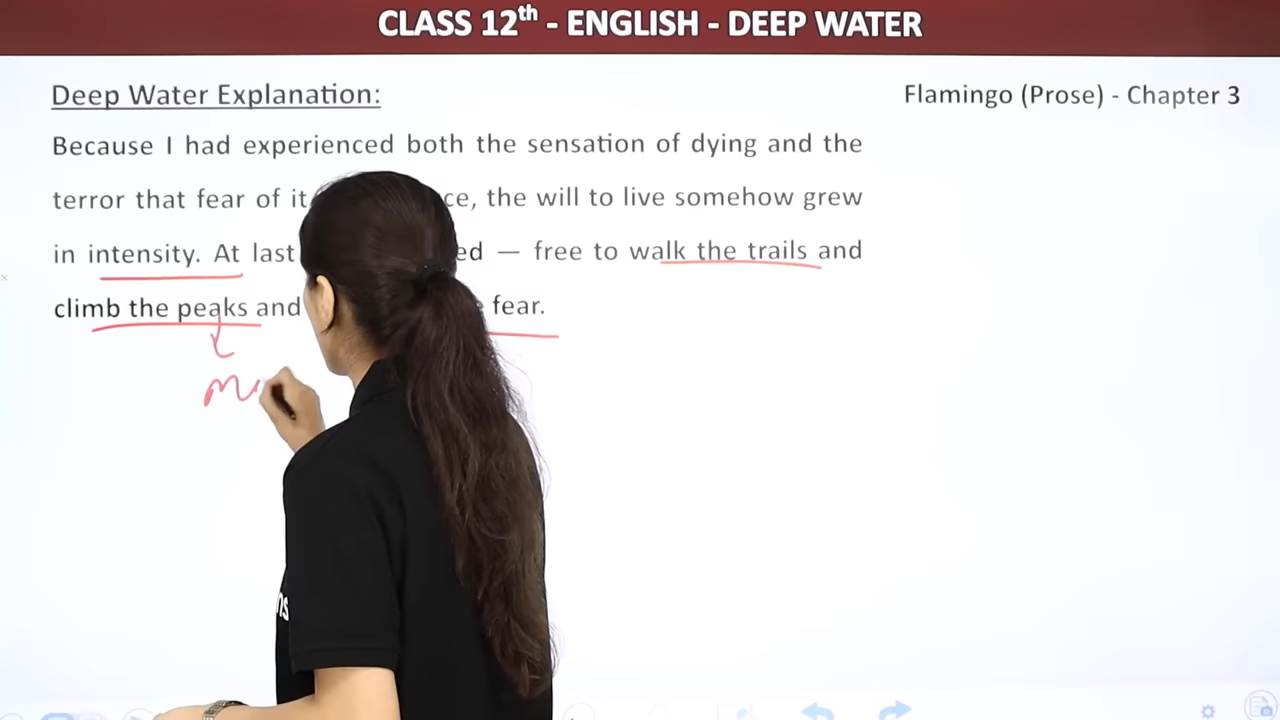 CLASS 12th - ENGLISH - DEEP WATER
Deep Water Explanation:
Flamingo (Prose) - Chapter 3
Because I had experienced both the sensation of dying and the
terror that fear of it ce, the will to live somehow grew
in intensity. At last ed — free to walk the trails and
climb the peaks and fear.